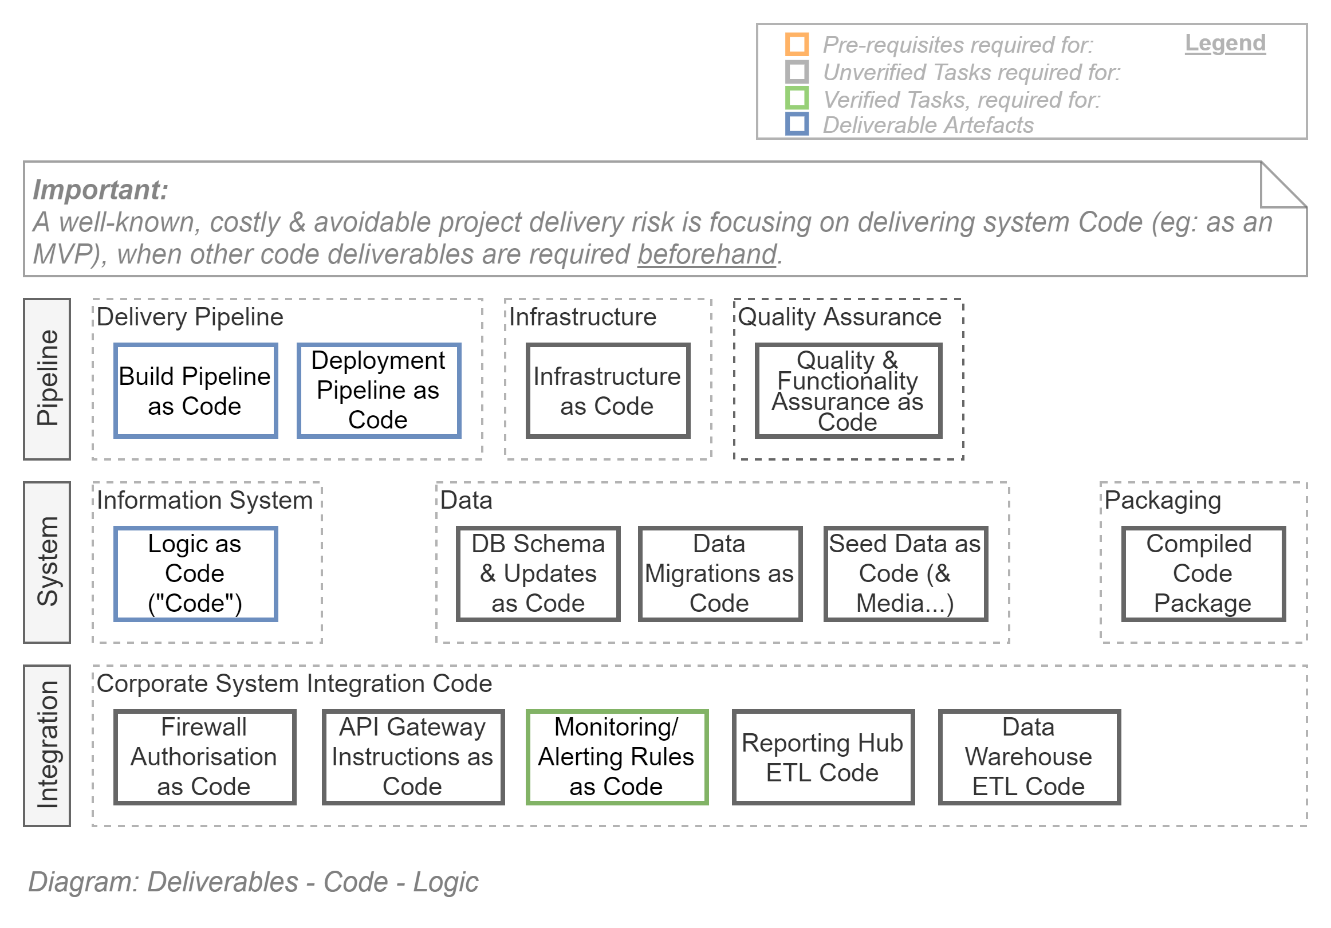 Pre-requisites required for:
Legend
Unverified Tasks required for:
Verified Tasks, required for:
Deliverable Artefacts
Important:
A well-known, costly & avoidable project delivery risk is focusing on delivering system Code (eg: as an
MVP), when other code deliverables are required beforehand.
Pipeline
Delivery Pipeline
Build Pipeline
as Code
Deployment
Pipeline as
Code
Infrastructure
Infrastructure
as Code
Quality Assurance
Quality &
Functionality
Assurance as
Code
System
Information System
Logic as
Code
("Code")
Data
DB Schema
& Updates
as Code
Data
Migrations as
Code
Seed Data as
Code (&
Media...)
Packaging
Compiled
Code
Package
Integration
Corporate System Integration Code
Firewall
Authorisation
as Code
API Gateway
Instructions as
Code
Monitoring/
Alerting Rules
as Code
Reporting Hub
ETL Code
Data
Warehouse
ETL Code
Diagram: Deliverables - Code - Logic